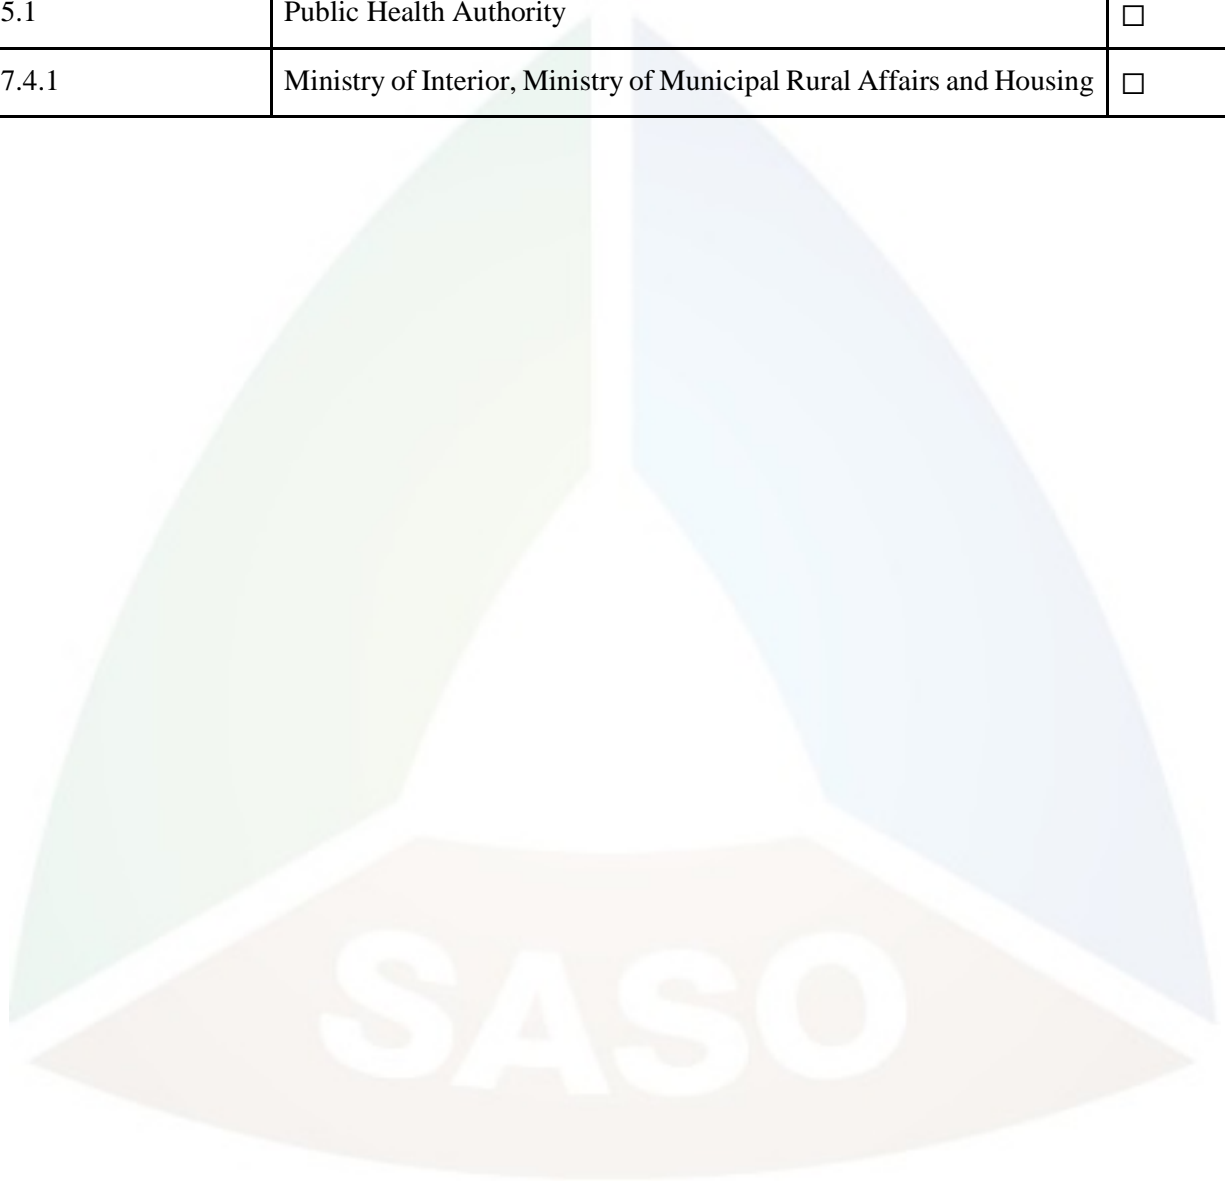 5.1 Public Health Authority □
7.4.1 Ministry of Interior, Ministry of Municipal Rural Affairs and Housing □
SASO